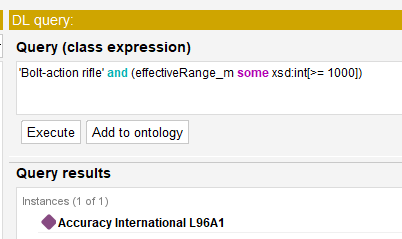 DL query:
Query (class expression)
'Bolt-action rifle' and (effectiveRange_m some xsd:int[>= 1000])
Execute Add to ontology
Query results
Instances (1 of 1)
Accuracy International L96A1